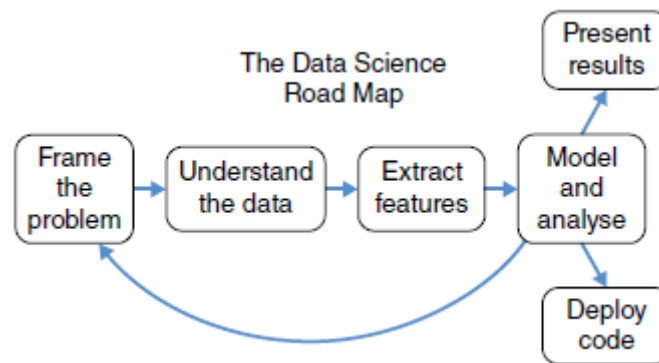 The Data Science
Road Map
Frame
the
problem
Understand
the data
Extract
features
Model
and
analyse
Present
results
Deploy
code